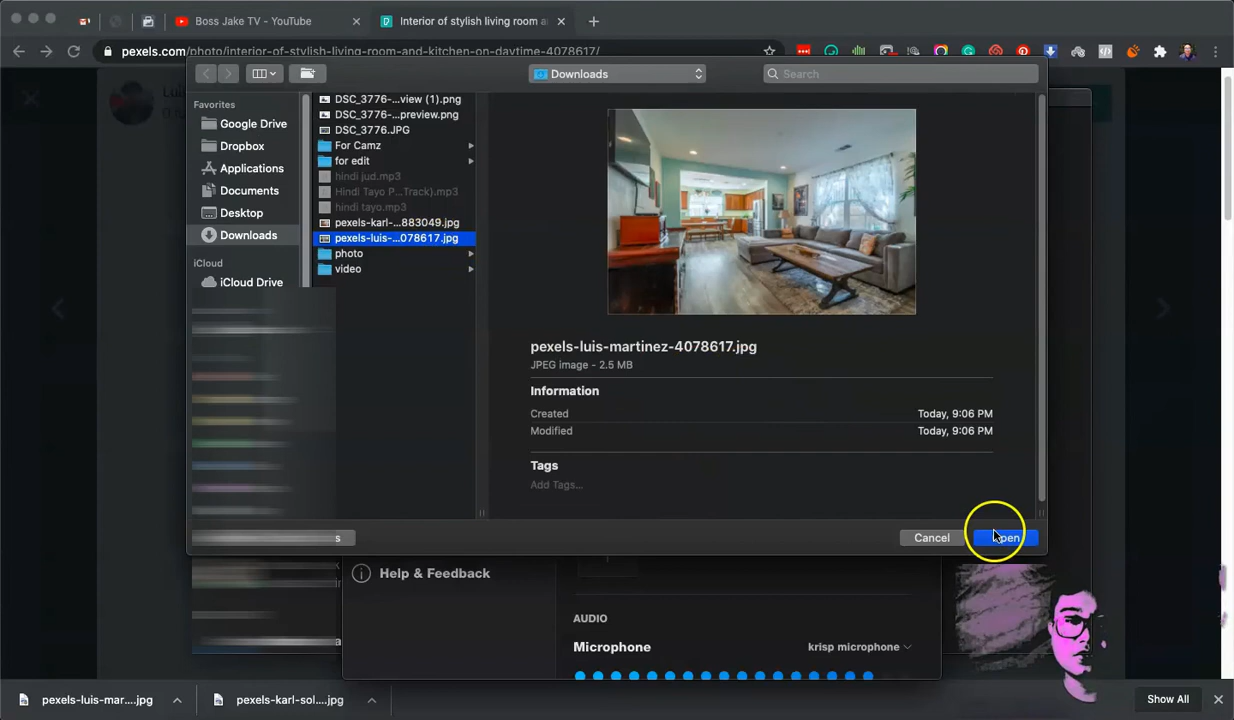 Boss Jake TV - YouTube
Interior of stylish living room a
pexels.com/photo/interior-of-stylish-living-room-and-kitchen-on-daytime-4078617/
Downloads
Search
Favorites
Google Drive
Dropbox
Applications
Documents
Desktop
Downloads
iCloud
iCloud Drive
DSC_3776-...view (1).png
DSC_3776-...preview.png
DSC_3776.JPG
For Camz
for edit
hindi jud.mp3
Hindi Tayo P...Track).mp3
hindi tayo.mp3
pexels-karl-...883049.jpg
pexels-luis-...078617.jpg
photo
video
pexels-luis-martinez-4078617.jpg
JPEG image - 2.5 MB
Information
Created Today, 9:06 PM
Modified Today, 9:06 PM
Tags
Add Tags...
s
Cancel
pen
Help & Feedback
AUDIO
Microphone
krisp microphone
pexels-luis-mar....jpg
pexels-karl-sol....jpg
Show All